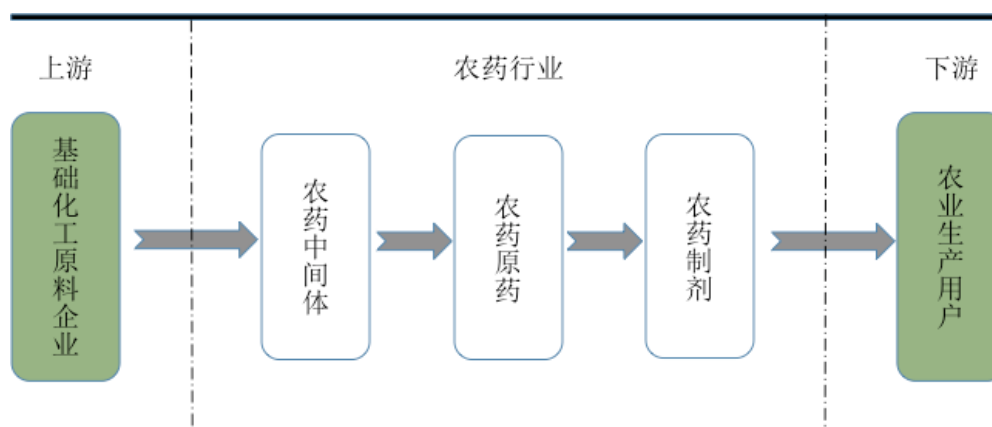 上游
农药行业
下游
基础化工原料企业
农药中间体
农药原药
农药制剂
农业生产用户